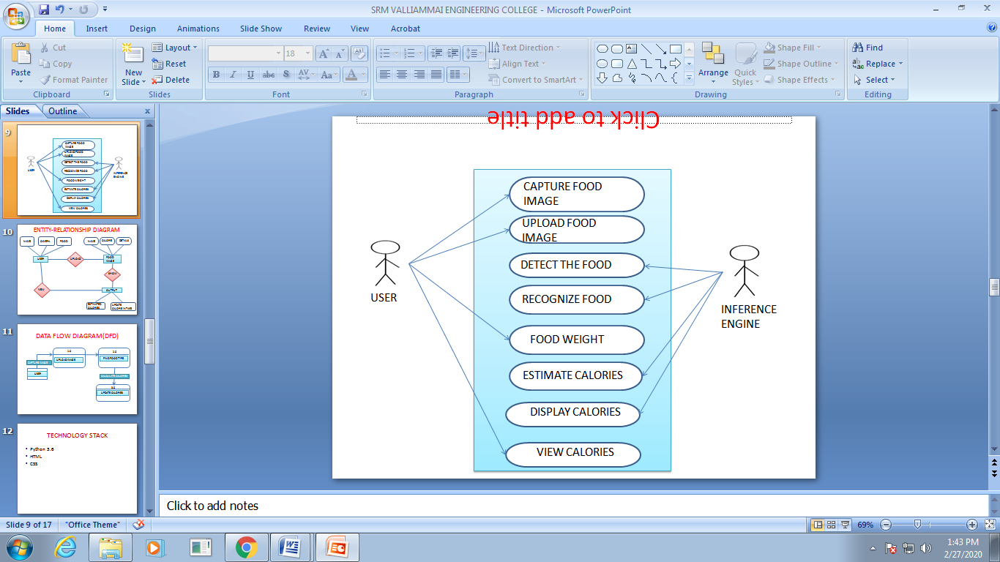 SRM VALLIAMMAI ENGINEERING COLLEGE - Microsoft PowerPoint
Home Insert Design Animations Slide Show Review View Acrobat
Paste
Cut
Copy
Format Painter
Clipboard
New Slide
Layout
Reset
Delete
Slides
18
B I U abc S AV Aa A
Font
Text Direction
Align Text
Convert to SmartArt
Paragraph
Arrange
Quick Styles
Shape Fill
Shape Outline
Shape Effects
Drawing
Find
Replace
Select
Editing
Slides Outline x
9
CAPTURE FOOD
IMAGE
UPLOAD FOOD
IMAGE
DETECT THE FOOD
RECOGNIZE FOOD
FOOD WEIGHT
ESTIMATE CALORIES
DISPLAY CALORIES
VIEW CALORIES
USER
INFERENCE
ENGINE
10
ENTITY-RELATIONSHIP DIAGRAM
USER
UPLOAD
FOOD
IMAGE
SHOW
VIEW
OUTPUT
ESTIMATED
CALORIES
11
DATA FLOW DIAGRAM(DFD)
CAPTURE IMAGE
UPLOAD IMAGE
USER
CALCULATE CALORIES
UPDATE CALORIES
12
TECHNOLOGY STACK
• Python 3.6
• HTML
• CSS
Click to add title
CAPTURE FOOD
IMAGE
UPLOAD FOOD
IMAGE
DETECT THE FOOD
RECOGNIZE FOOD
FOOD WEIGHT
ESTIMATE CALORIES
DISPLAY CALORIES
VIEW CALORIES
USER
INFERENCE
ENGINE
Click to add notes
Slide 9 of 17 "Office Theme" 69%
1:43 PM
2/27/2020